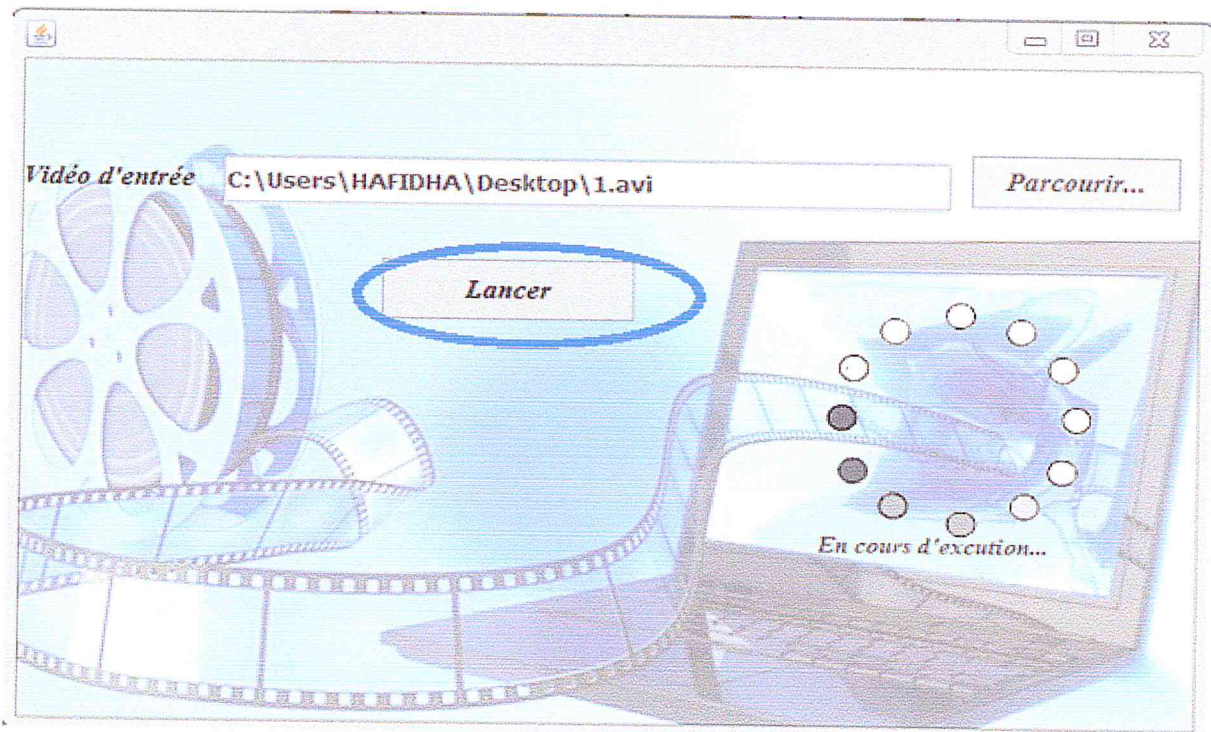 Vidéo d'entrée C:\Users\HAFIDHA\Desktop\1.avi Parcourir...
Lancer
En cours d'excution...